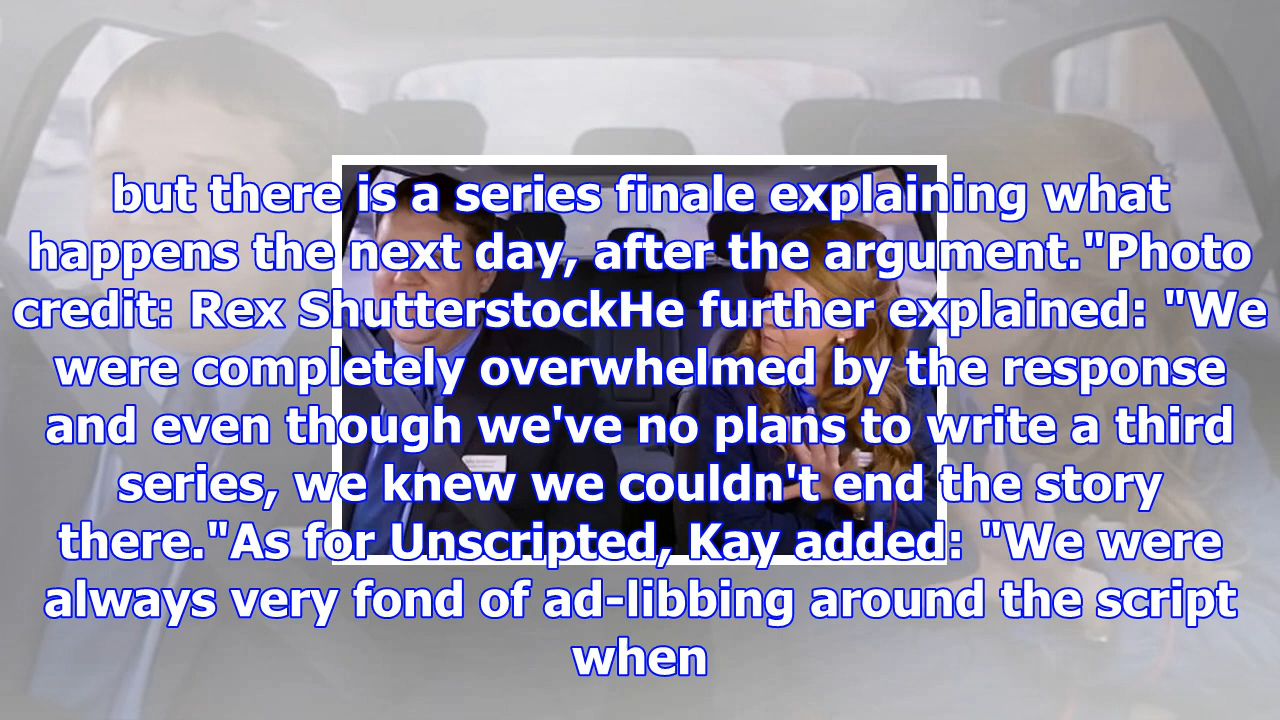 but there is a series finale explaining what
happens the next day, after the argument."Photo
credit: Rex ShutterstockHe further explained: "We
were completely overwhelmed by the response
and even though we've no plans to write a third
series, we knew we couldn't end the story
there."As for Unscripted, Kay added: "We were
always very fond of ad-libbing around the script
when